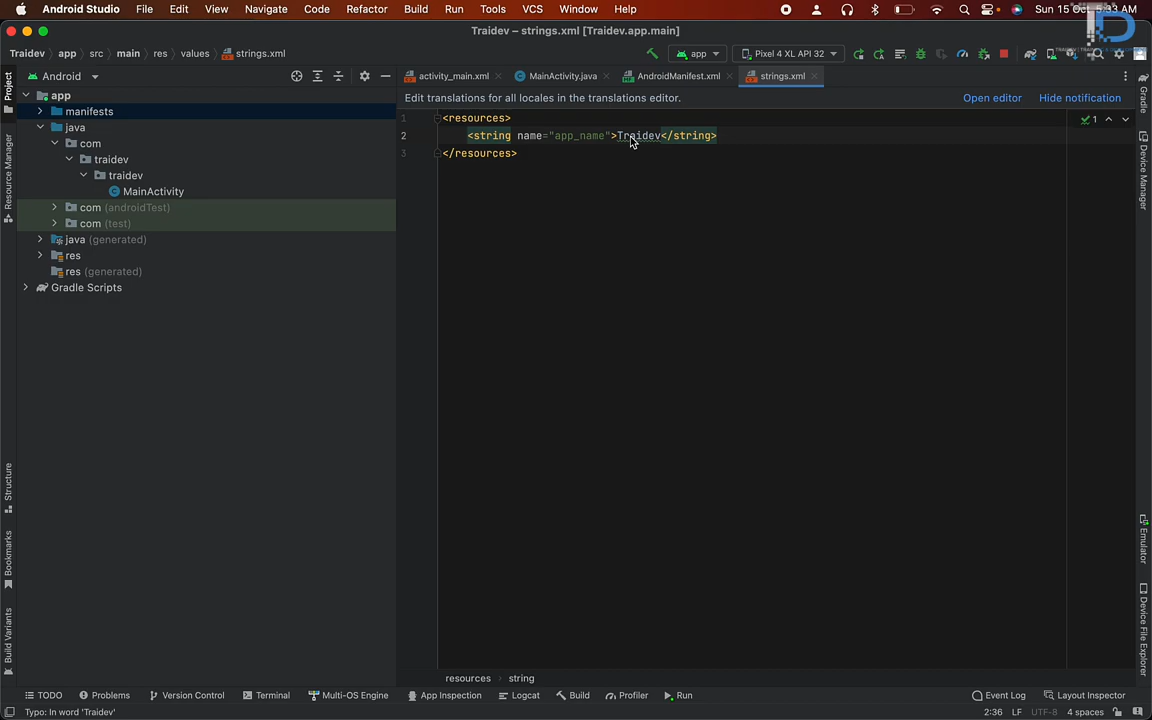 Android Studio File Edit View Navigate Code Refactor Build Run Tools VCS Window Help Sun 15 Oct 5:33 AM
Traidev – strings.xml [Traidev.app.main]
Traidev app src main res values strings.xml app Pixel 4 XL API 32
Android activity_main.xml MainActivity.java AndroidManifest.xml strings.xml
Edit translations for all locales in the translations editor. Open editor Hide notification
app
manifests
java
com
traidev
traidev
MainActivity
com (androidTest)
com (test)
java (generated)
res
res (generated)
Gradle Scripts
1 <resources>
2 <string name="app_name">Traidev</string>
3 </resources>
1
Project
Resource Manager
Structure
Bookmarks
Build Variants
Gradle
Device Manager
Emulator
Device File Explorer
resources string
TODO Problems Version Control Terminal Multi-OS Engine App Inspection Logcat Build Profiler Run Event Log Layout Inspector
Typo: In word 'Traidev' 2:36 LF UTF-8 4 spaces